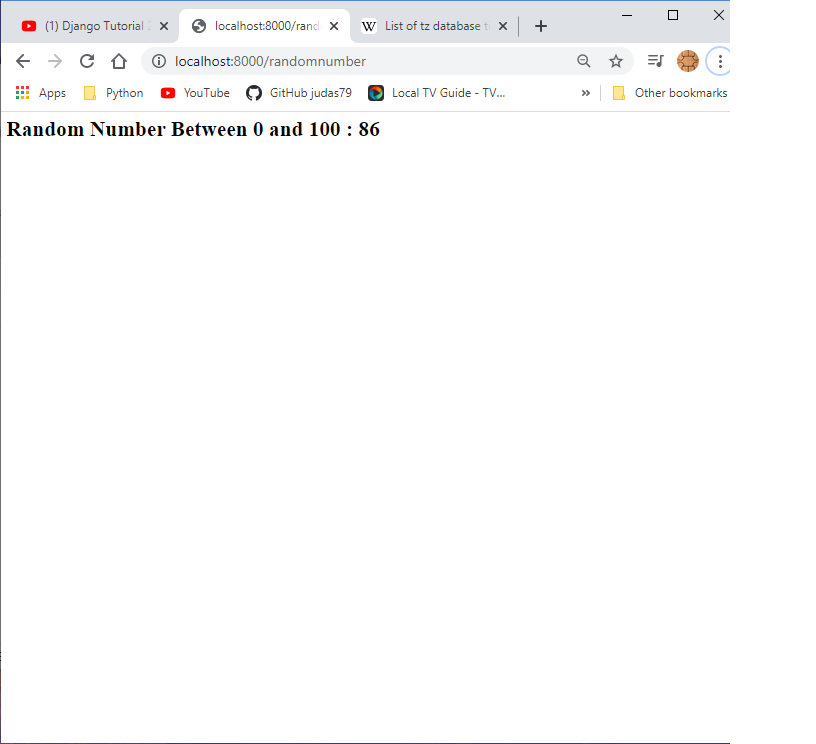 (1) Django Tutorial
localhost:8000/rand
List of tz database t
localhost:8000/randomnumber
Apps
Python
YouTube
GitHub judas79
Local TV Guide - TV...
»
Other bookmarks
Random Number Between 0 and 100 : 86